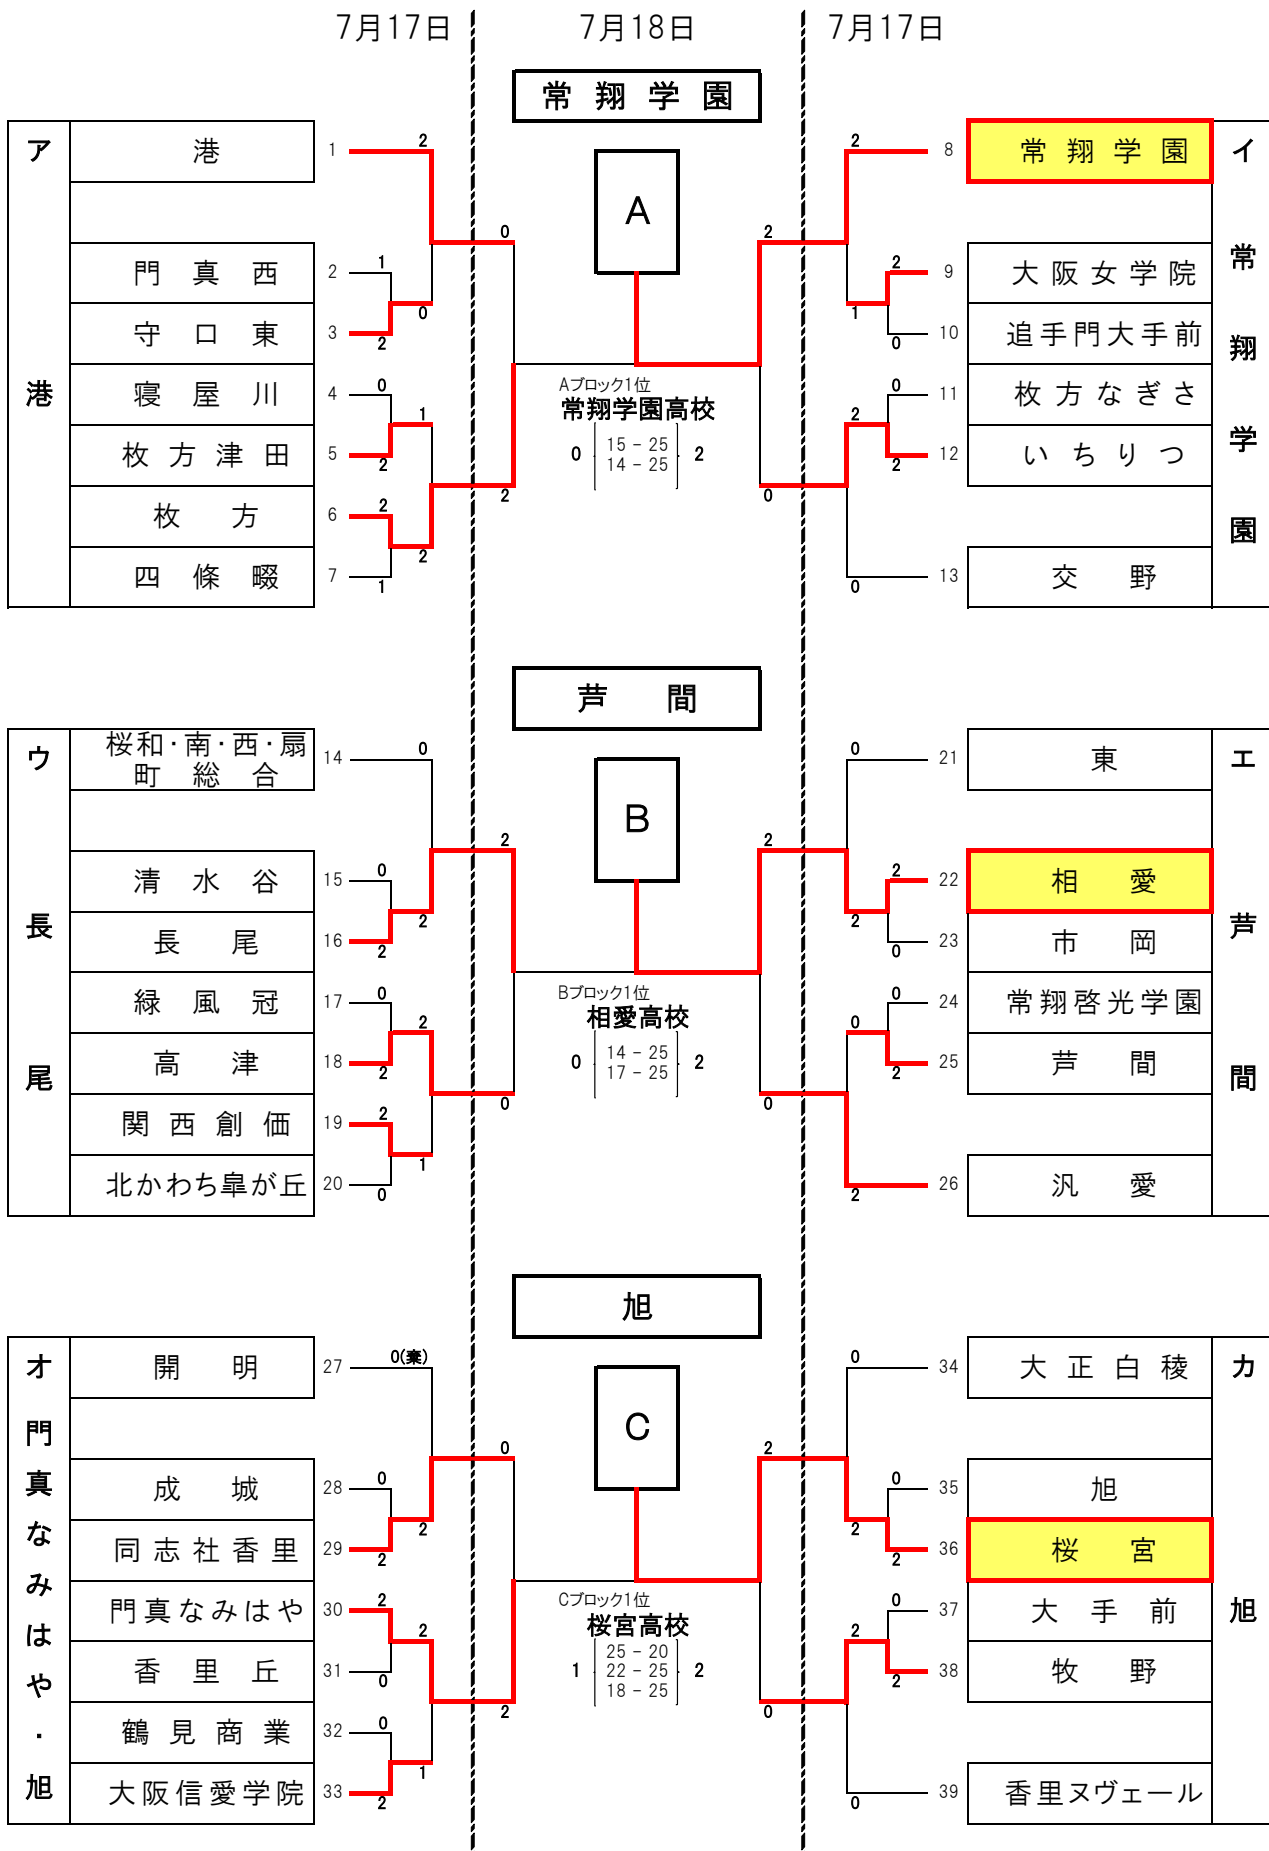 7月17日 7月18日 7月17日
常翔学園
ア 港
港 1 2
門真西 2 1
守口東 3 2
0
寝屋川 4 0
枚方津田 5 2
1
枚方 6 2
四條畷 7 1
2
0
2
A
Aブロック1位
常翔学園高校
0 15 - 25 2
14 - 25
イ 常翔学園
2 8 常翔学園
2 9 大阪女学院
0 10 追手門大手前
1
0 11 枚方なぎさ
2 12 いちりつ
2
0 13 交野
2
0
芦間
ウ 長尾
桜和・南・西・扇
町総合 14 0
清水谷 15 0
長尾 16 2
2
緑風冠 17 0
高津 18 2
2
関西創価 19 2
北かわち皐が丘 20 0
1
2
0
B
Bブロック1位
相愛高校
0 14 - 25 2
17 - 25
エ 芦間
0 21 東
2 22 相愛
0 23 市岡
2
0 24 常翔啓光学園
2 25 芦間
0
2 26 汎愛
2
0
旭
オ 門真なみはや・旭
開明 27 0(棄)
成城 28 0
同志社香里 29 2
2
門真なみはや 30 2
香里丘 31 0
2
鶴見商業 32 0
大阪信愛学院 33 2
1
0
2
C
Cブロック1位
桜宮高校
25 - 20
1 22 - 25 2
18 - 25
カ 旭
0 34 大正白稜
0 35 旭
2 36 桜宮
2
0 37 大手前
2 38 牧野
2
0 39 香里ヌヴェール
2
0